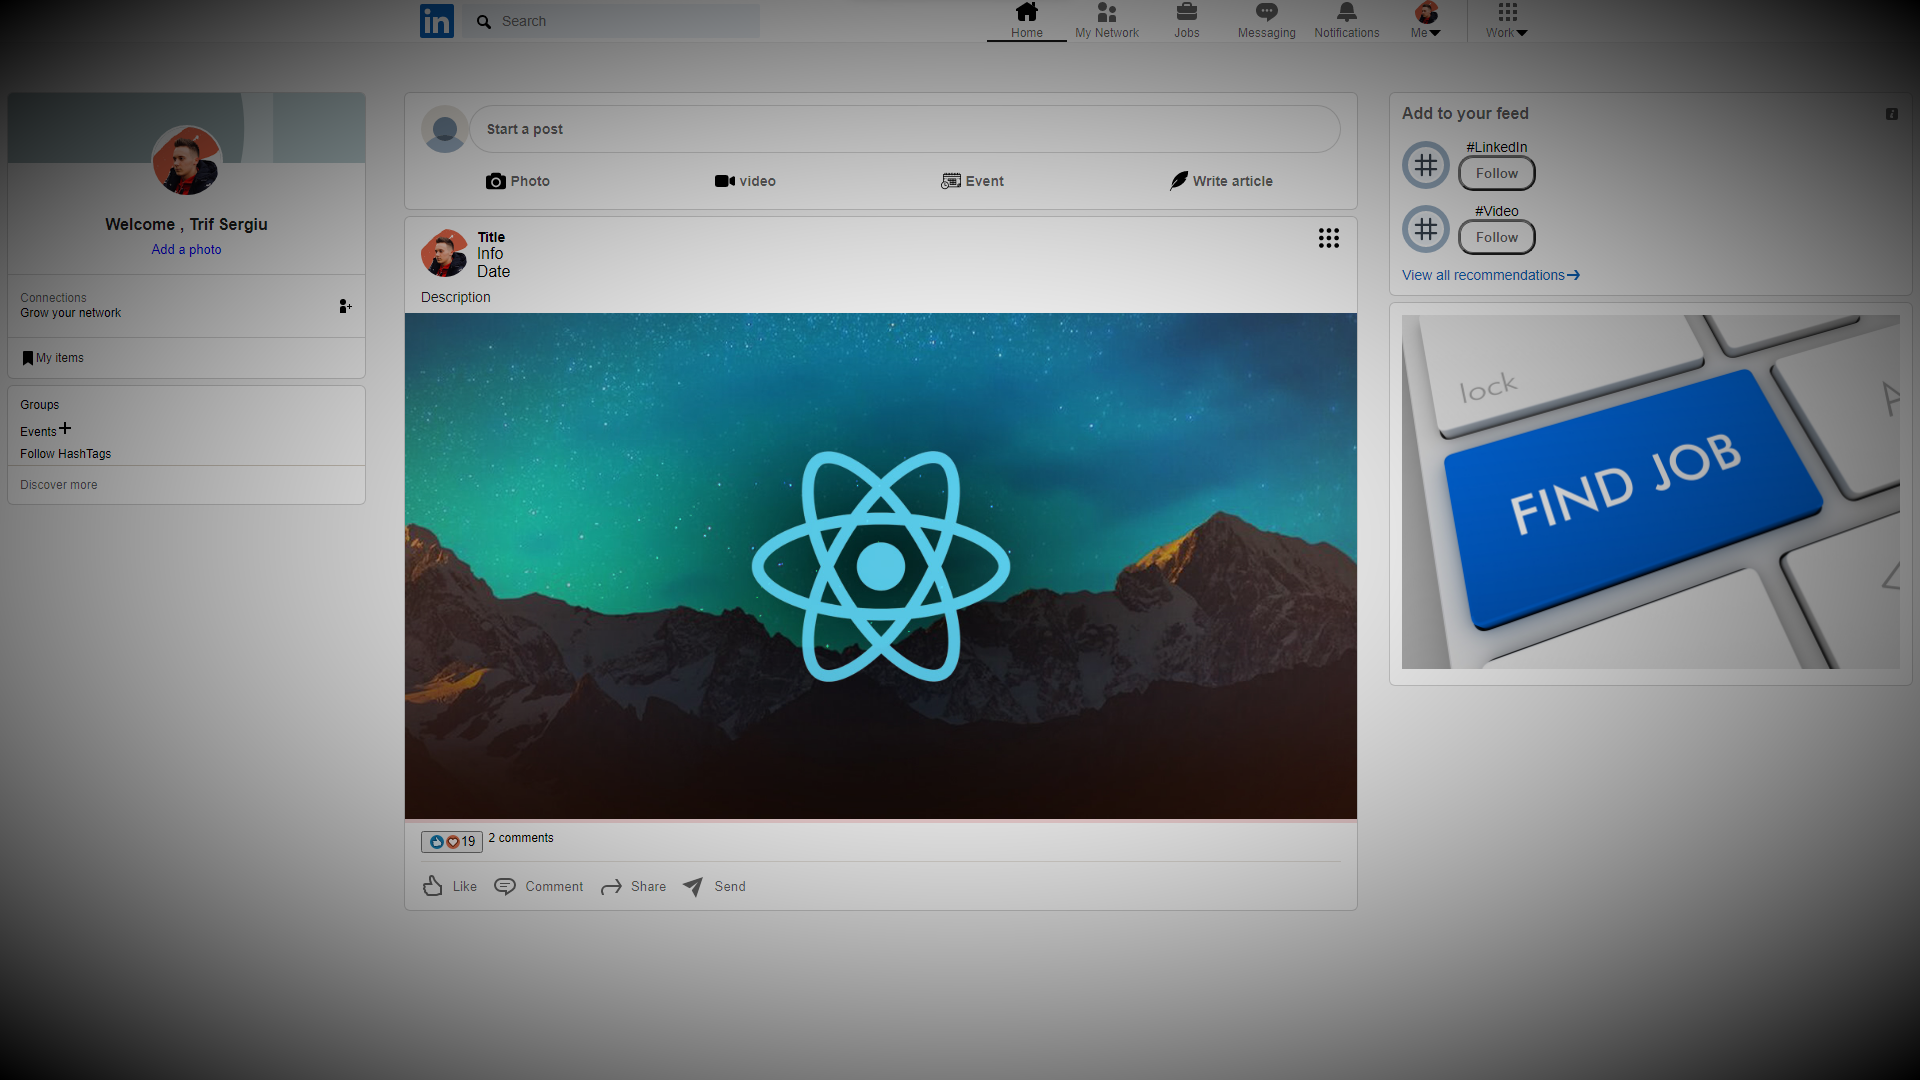 in
Search
Home
My Network
Jobs
Messaging
Notifications
Me
Work
Welcome , Trif Sergiu
Add a photo
Connections
Grow your network
My items
Groups
Events
Follow HashTags
Discover more
Start a post
Photo
video
Event
Write article
Title
Info
Date
Description
19
2 comments
Like
Comment
Share
Send
Add to your feed
#LinkedIn
Follow
#Video
Follow
View all recommendations
lock
A
FIND JOB